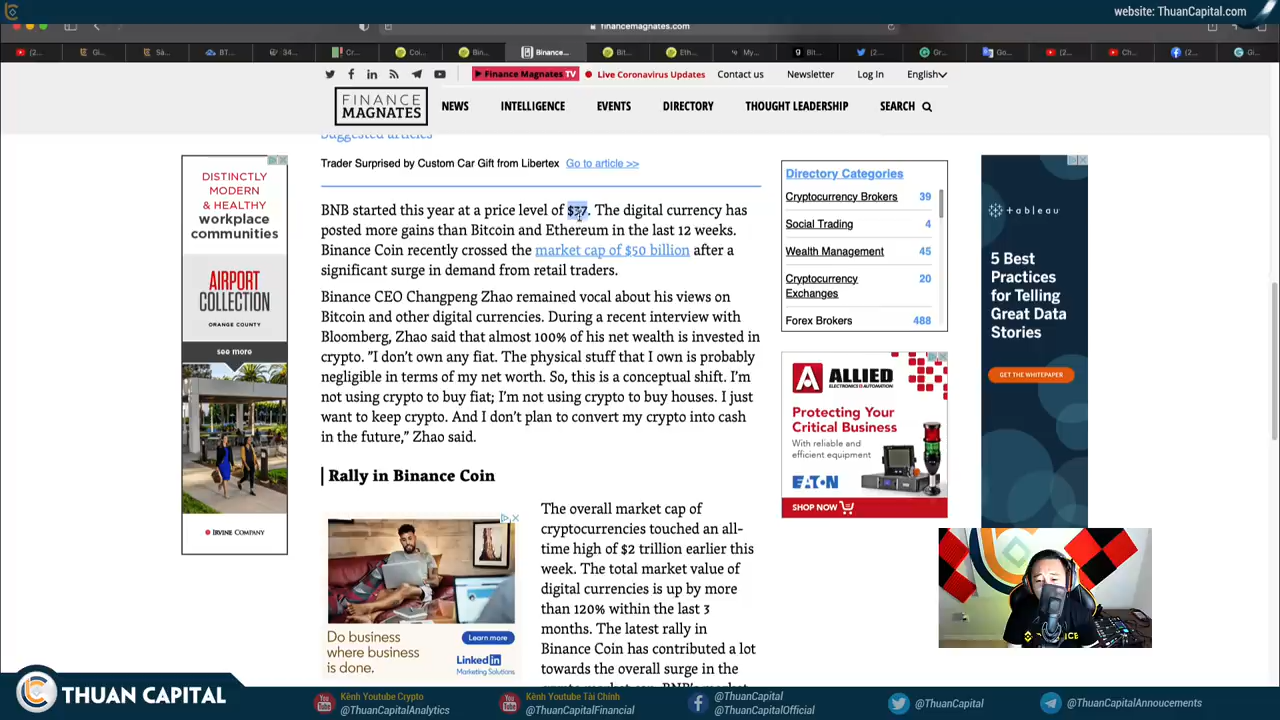 website: ThuanCapital.com
financemagnates.com
Binance...
FINANCE
MAGNATES
Finance Magnates TV
Live Coronavirus Updates
Contact us
Newsletter
Log In
English
NEWS
INTELLIGENCE
EVENTS
DIRECTORY
THOUGHT LEADERSHIP
SEARCH
Suggested articles
Trader Surprised by Custom Car Gift from Libertex Go to article >>
BNB started this year at a price level of $37. The digital currency has
posted more gains than Bitcoin and Ethereum in the last 12 weeks.
Binance Coin recently crossed the market cap of $50 billion after a
significant surge in demand from retail traders.
Binance CEO Changpeng Zhao remained vocal about his views on
Bitcoin and other digital currencies. During a recent interview with
Bloomberg, Zhao said that almost 100% of his net wealth is invested in
crypto. "I don't own any fiat. The physical stuff that I own is probably
negligible in terms of my net worth. So, this is a conceptual shift. I'm
not using crypto to buy fiat; I'm not using crypto to buy houses. I just
want to keep crypto. And I don't plan to convert my crypto into cash
in the future," Zhao said.
Rally in Binance Coin
The overall market cap of
cryptocurrencies touched an all-
time high of $2 trillion earlier this
week. The total market value of
digital currencies is up by more
than 120% within the last 3
months. The latest rally in
Binance Coin has contributed a lot
towards the overall surge in the
DISTINCTLY
MODERN
& HEALTHY
workplace
communities
AIRPORT
COLLECTION
ORANGE COUNTY
see more
IRVINE COMPANY
Do business
where business
is done.
Learn more
LinkedIn
Marketing Solutions
Directory Categories
Cryptocurrency Brokers 39
Social Trading 4
Wealth Management 45
Cryptocurrency
Exchanges 20
Forex Brokers 488
ALLIED
ELECTRONICS & AUTOMATION
Protecting Your
Critical Business
With reliable and
efficient equipment
EATON
SHOP NOW
+ a b l e a u
5 Best
Practices
for Telling
Great Data
Stories
GET THE WHITEPAPER
THUAN CAPITAL
Kênh Youtube Crypto
@ThuanCapitalAnalytics
Kênh Youtube Tài Chính
@ThuanCapitalFinancial
@ThuanCapital
@ThuanCapitalOfficial
@ThuanCapital
@ThuanCapitalAnnoucements